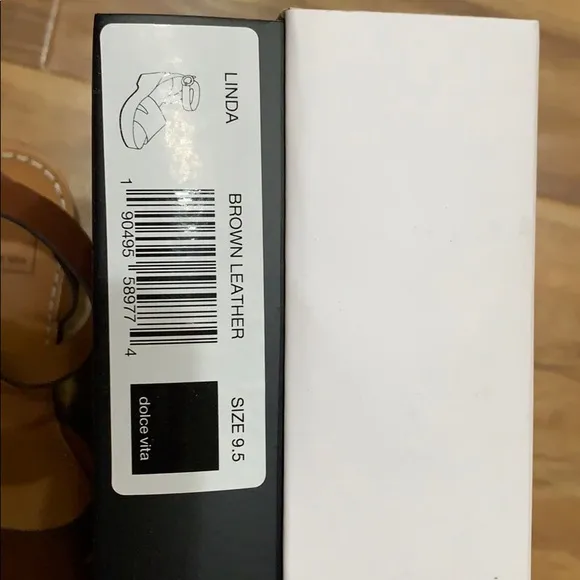 LINDA
BROWN LEATHER
SIZE 9.5
1 90495 58977 4
dolce vita